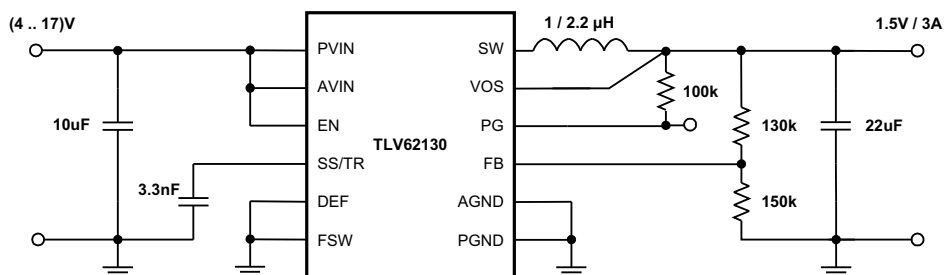 (4 .. 17)V
1 / 2.2 µH
1.5V / 3A
PVIN
SW
AVIN
VOS
100k
10uF
EN
PG
130k
22uF
TLV62130
SS/TR
FB
3.3nF
150k
DEF
AGND
FSW
PGND